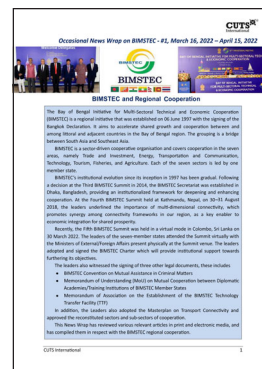 CUTS
International
Occasional News Wrap on BIMSTEC - #1, March 16, 2022 – April 15, 2022
BIMSTEC
BIMSTEC and Regional Cooperation
The Bay of Bengal Initiative for Multi-Sectoral Technical and Economic Cooperation
(BIMSTEC) is a regional initiative that was established on 06 June 1997 with the signing of the
Bangkok Declaration. It aims to accelerate shared growth and cooperation between and
among littoral and adjacent countries in the Bay of Bengal region. The grouping is a bridge
between South Asia and Southeast Asia.
BIMSTEC is a sector-driven cooperative organisation and covers cooperation in the seven
areas, namely Trade and Investment, Energy, Transportation and Communication,
Technology, Tourism, Fisheries, and Agriculture. Each of the seven sectors is led by one
member state.
BIMSTEC's institutional evolution since its inception in 1997 has been gradual. Following
a decision at the Third BIMSTEC Summit in 2014, the BIMSTEC Secretariat was established in
Dhaka, Bangladesh, providing an institutionalised framework for deepening and enhancing
cooperation. At the Fourth BIMSTEC Summit held at Kathmandu, Nepal, on 30–31 August
2018, the leaders underlined the importance of multi-dimensional connectivity, which
promotes synergy among connectivity frameworks in our region, as a key enabler to
economic integration for shared prosperity.
Recently, the Fifth BIMSTEC Summit was held in a virtual mode in Colombo, Sri Lanka on
30 March 2022. The leaders of the seven-member states attended the Summit virtually with
the Ministers of External/Foreign Affairs present physically at the Summit venue. The leaders
adopted and signed the BIMSTEC Charter which will provide institutional support towards
furthering its objectives.
The leaders also witnessed the signing of three other legal documents, these includes
• BIMSTEC Convention on Mutual Assistance in Criminal Matters
• Memorandum of Understanding (MoU) on Mutual Cooperation between Diplomatic
Academies/Training Institutions of BIMSTEC Member States
• Memorandum of Association on the Establishment of the BIMSTEC Technology
Transfer Facility (TTF)
In addition, the Leaders also adopted the Masterplan on Transport Connectivity and
approved the reconstituted sectors and sub-sectors of cooperation.
This News Wrap has reviewed various relevant articles in print and electronic media, and
has compiled them in respect with the BIMSTEC regional cooperation.
CUTS International 1